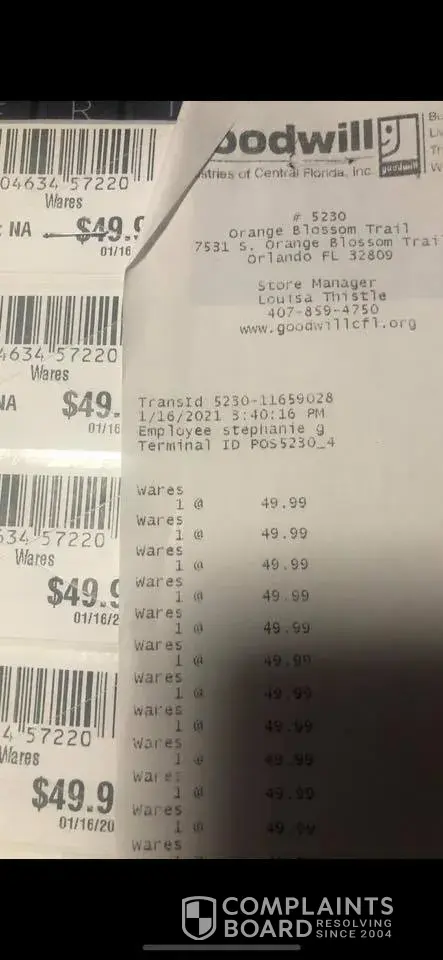 04634 57220
Wares
: NA $49.9
01/16
4634 57220
Wares
NA $49.
01/16
634 57220
Wares
$49.9
01/16/2
4 57220
Wares
$49.9
01/16/20
oodwill
goodwill
stries of Central Florida, Inc.
# 5230
Orange Blossom Trail
7531 S. Orange Blossom Trai
Orlando FL 32809
Store Manager
Louisa Thistle
407-859-4750
www.goodwillcfl.org
TransId 5230-11659028
1/16/2021 3:40:16 PM
Employee stephanie g
Terminal ID POS5230_4
Wares
1 @ 49.99
Wares
1 @ 49.99
Wares
1 @ 49.99
Wares
1 @ 49.99
Wares
1 @ 49.99
Wares
1 @ 49.99
Wares
1 @ 49.99
Wares
1 @ 49.99
Wares
1 @ 49.99
Wares
1 @ 49.99
Wares
1 @ 49.99
Wares
COMPLAINTS
BOARD RESOLVING
SINCE 2004